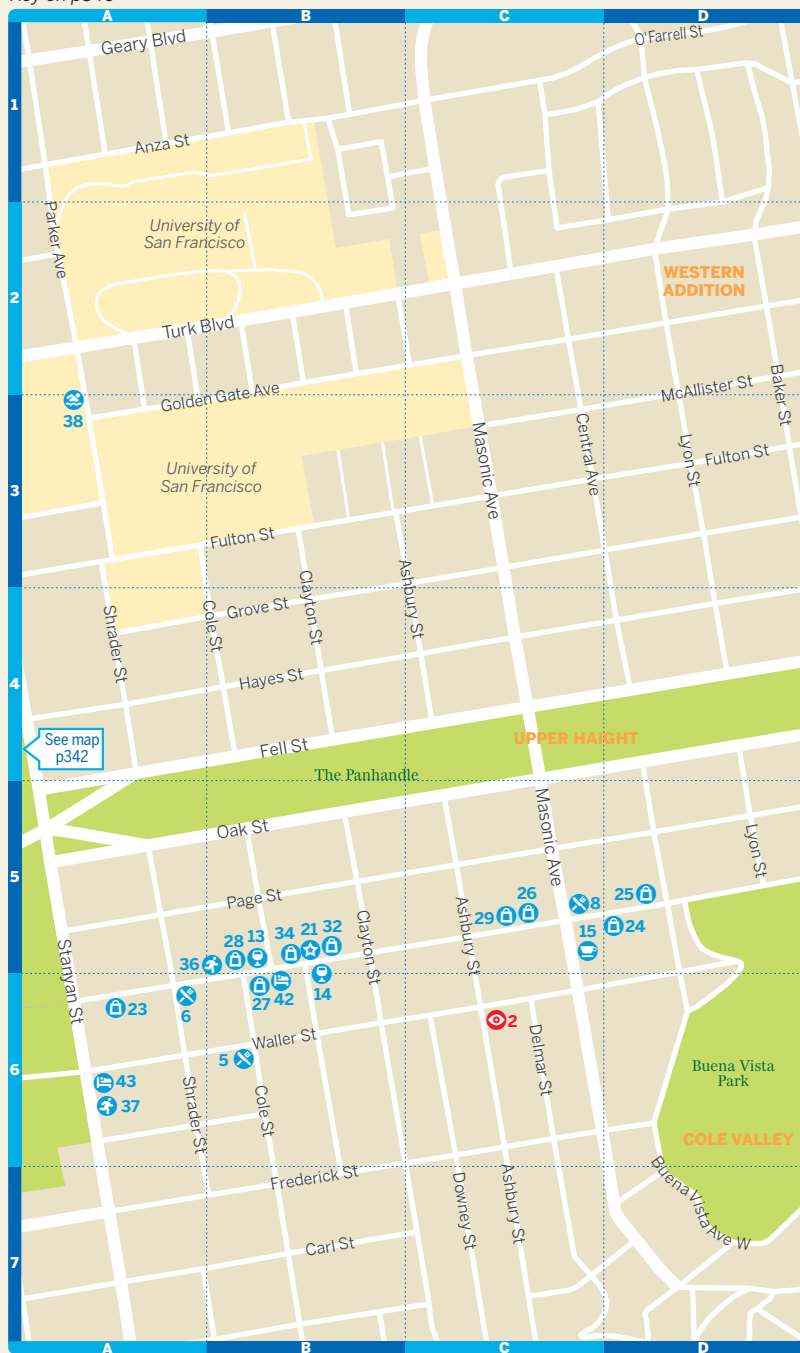 A
B
C
D
Geary Blvd
O'Farrell St
1
Anza St
Parker Ave
University of
San Francisco
WESTERN
ADDITION
2
Turk Blvd
38
Golden Gate Ave
McAllister St
Baker St
Masonic Ave
Central Ave
Lyon St
Fulton St
University of
San Francisco
3
Fulton St
Shrader St
Cole St
Grove St
Clayton St
Ashbury St
Hayes St
4
See map
p342
Fell St
UPPER HAIGHT
The Panhandle
Oak St
Masonic Ave
Lyon St
5
Page St
Ashbury St
29
26
8
25
24
15
Clayton St
36
28
13
34
21
32
Stanyan St
23
6
27
42
14
2
Waller St
5
Delmar St
6
43
37
Shrader St
Cole St
Buena Vista
Park
COLE VALLEY
Frederick St
Downey St
Ashbury St
Buena Vista Ave W
Carl St
7
A
B
C
D